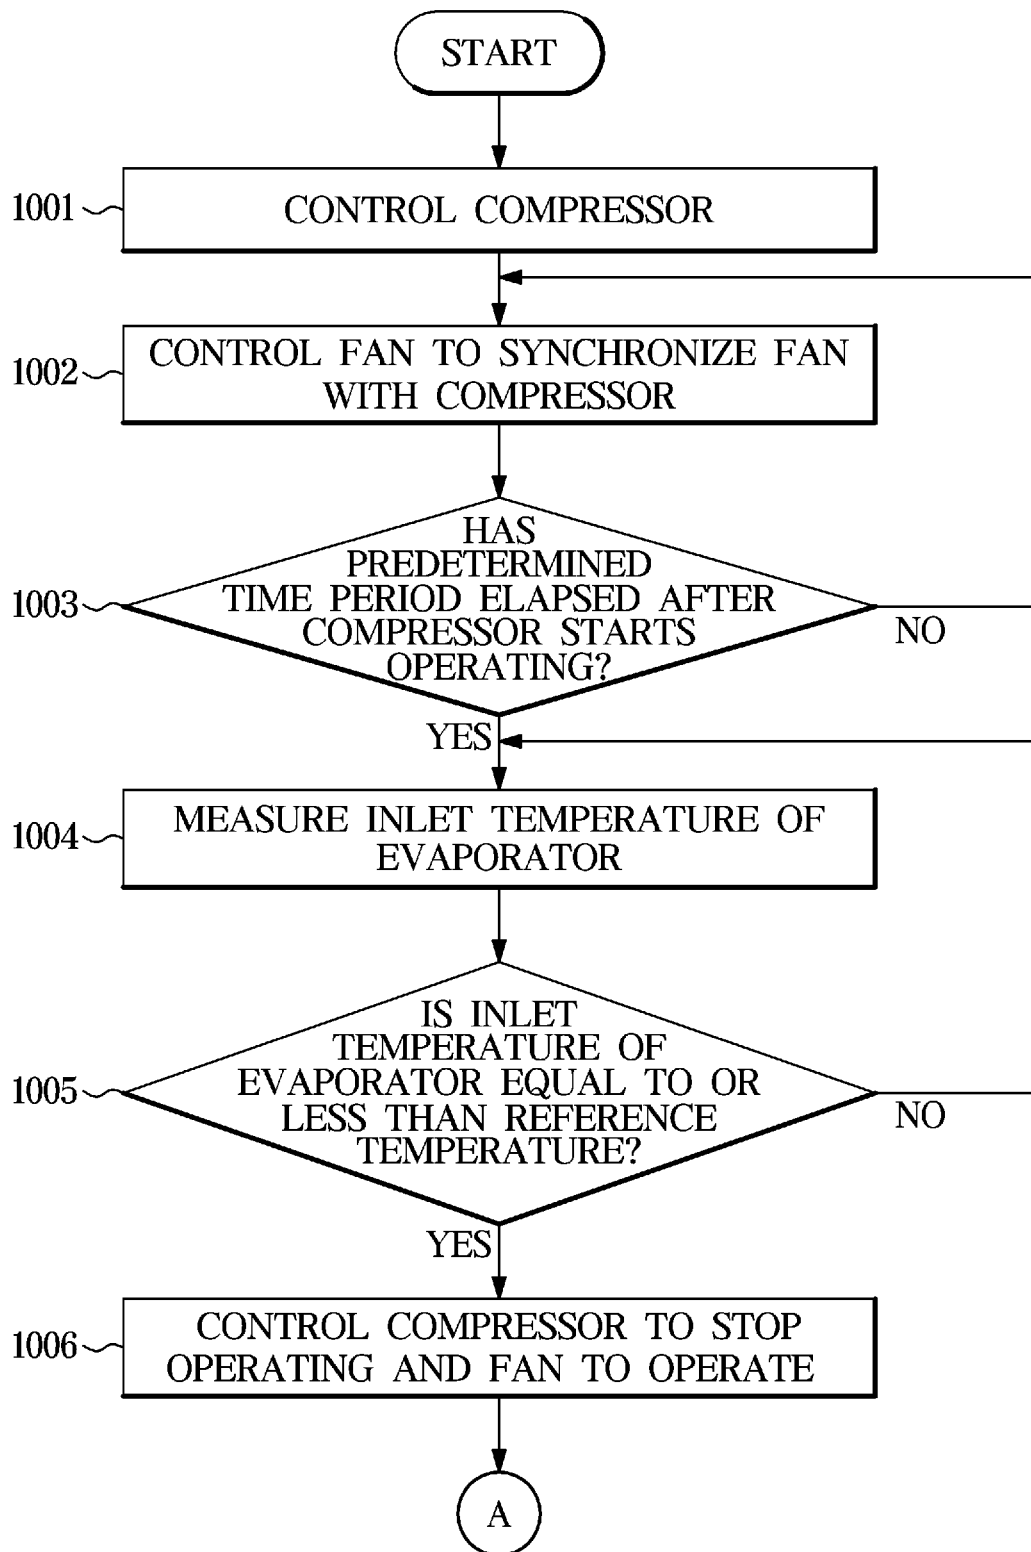 START
1001
CONTROL COMPRESSOR
1002
CONTROL FAN TO SYNCHRONIZE FAN
WITH COMPRESSOR
1003
HAS
PREDETERMINED
TIME PERIOD ELAPSED AFTER
COMPRESSOR STARTS
OPERATING?
NO
YES
1004
MEASURE INLET TEMPERATURE OF
EVAPORATOR
1005
IS INLET
TEMPERATURE OF
EVAPORATOR EQUAL TO OR
LESS THAN REFERENCE
TEMPERATURE?
NO
YES
1006
CONTROL COMPRESSOR TO STOP
OPERATING AND FAN TO OPERATE
A